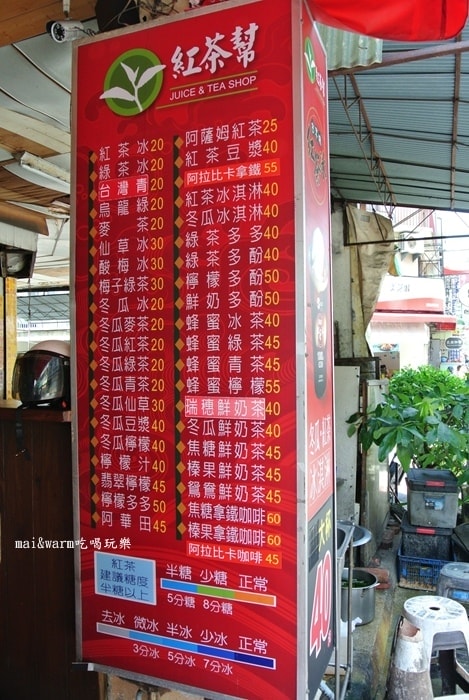 紅茶幫
JUICE & TEA SHOP
紅茶冰20
綠茶冰20
台灣青20
烏龍綠20
麥茶20
仙草冰30
酸梅冰30
梅子綠茶30
冬瓜冰20
冬瓜麥茶20
冬瓜紅茶20
冬瓜綠茶20
冬瓜青茶20
冬瓜仙草30
冬瓜豆漿40
冬瓜檸檬40
檸檬汁40
翡翠檸檬45
檸檬多多50
阿華田45
阿薩姆紅茶25
紅茶豆漿40
阿拉比卡拿鐵55
紅茶冰淇淋40
冬瓜冰淇淋40
綠茶多多40
綠茶多酚40
檸檬多酚50
鮮奶多酚50
蜂蜜冰茶40
蜂蜜綠茶45
蜂蜜青茶45
蜂蜜檸檬55
瑞穗鮮奶茶40
冬瓜鮮奶茶40
焦糖鮮奶茶45
榛果鮮奶茶45
鴛鴦鮮奶茶45
焦糖拿鐵咖啡60
榛果拿鐵咖啡60
阿拉比卡咖啡45
紅茶
建議糖度
半糖以上
半糖 少糖 正常
5分糖 8分糖
去冰 微冰 半冰 少冰 正常
3分冰 5分冰 7分冰
mai&warm吃喝玩樂
冬瓜紅茶
冰淇淋
40